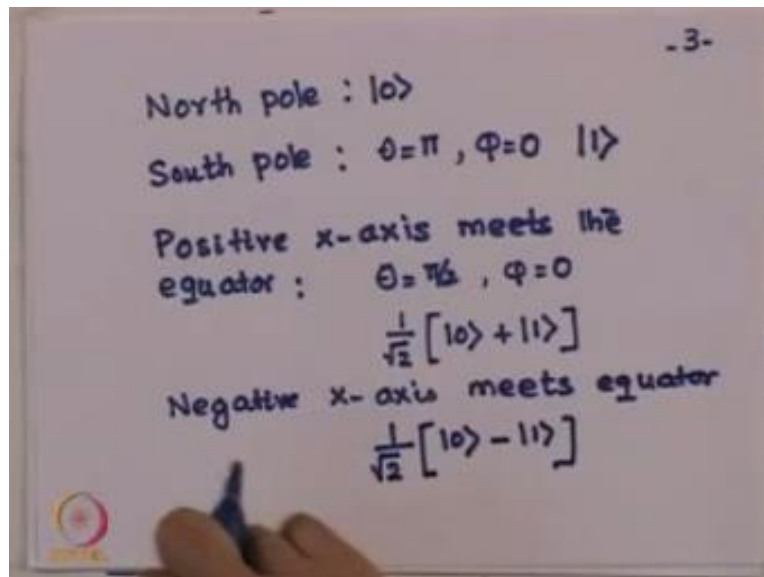 -3-
North pole : |0>
South pole : θ=π , φ=0 |1>
Positive x-axis meets the
equator : θ=π/2 , φ=0
1/√2 [|0> + |1>]
Negative x-axis meets equator
1/√2 [|0> - |1>]